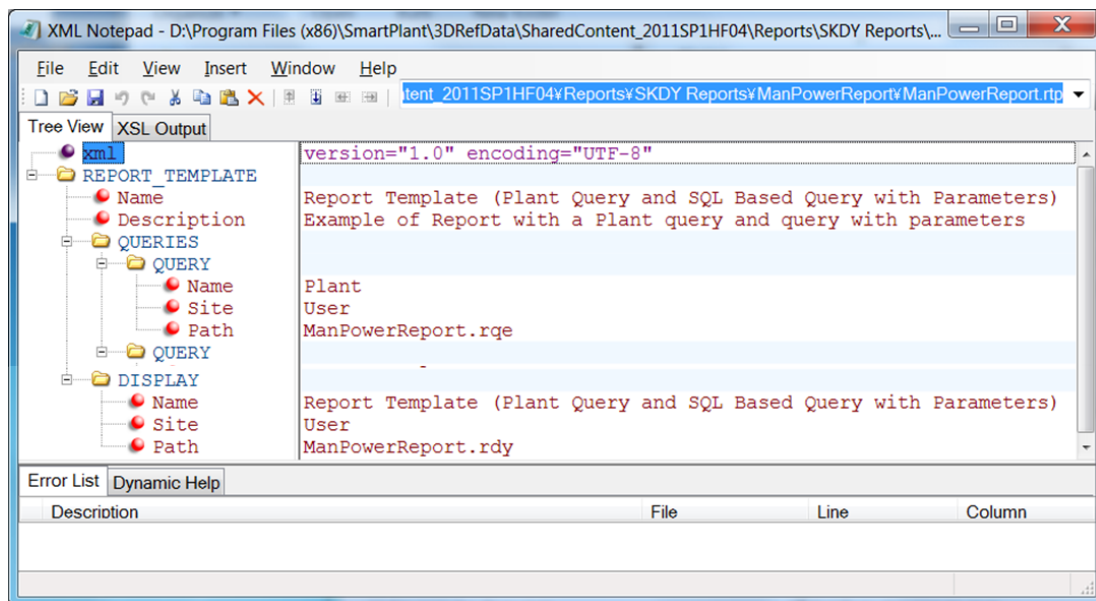 XML Notepad - D:\Program Files (x86)\SmartPlant\3DRefData\SharedContent_2011SP1HF04\Reports\SKDY Reports\...
File Edit View Insert Window Help
tent_2011SP1HF04¥Reports¥SKDY Reports¥ManPowerReport¥ManPowerReport.rtp
Tree View XSL Output
xml version="1.0" encoding="UTF-8"
REPORT_TEMPLATE
Name Report Template (Plant Query and SQL Based Query with Parameters)
Description Example of Report with a Plant query and query with parameters
QUERIES
QUERY
Name Plant
Site User
Path ManPowerReport.rqe
QUERY
DISPLAY
Name Report Template (Plant Query and SQL Based Query with Parameters)
Site User
Path ManPowerReport.rdy
Error List Dynamic Help
Description File Line Column